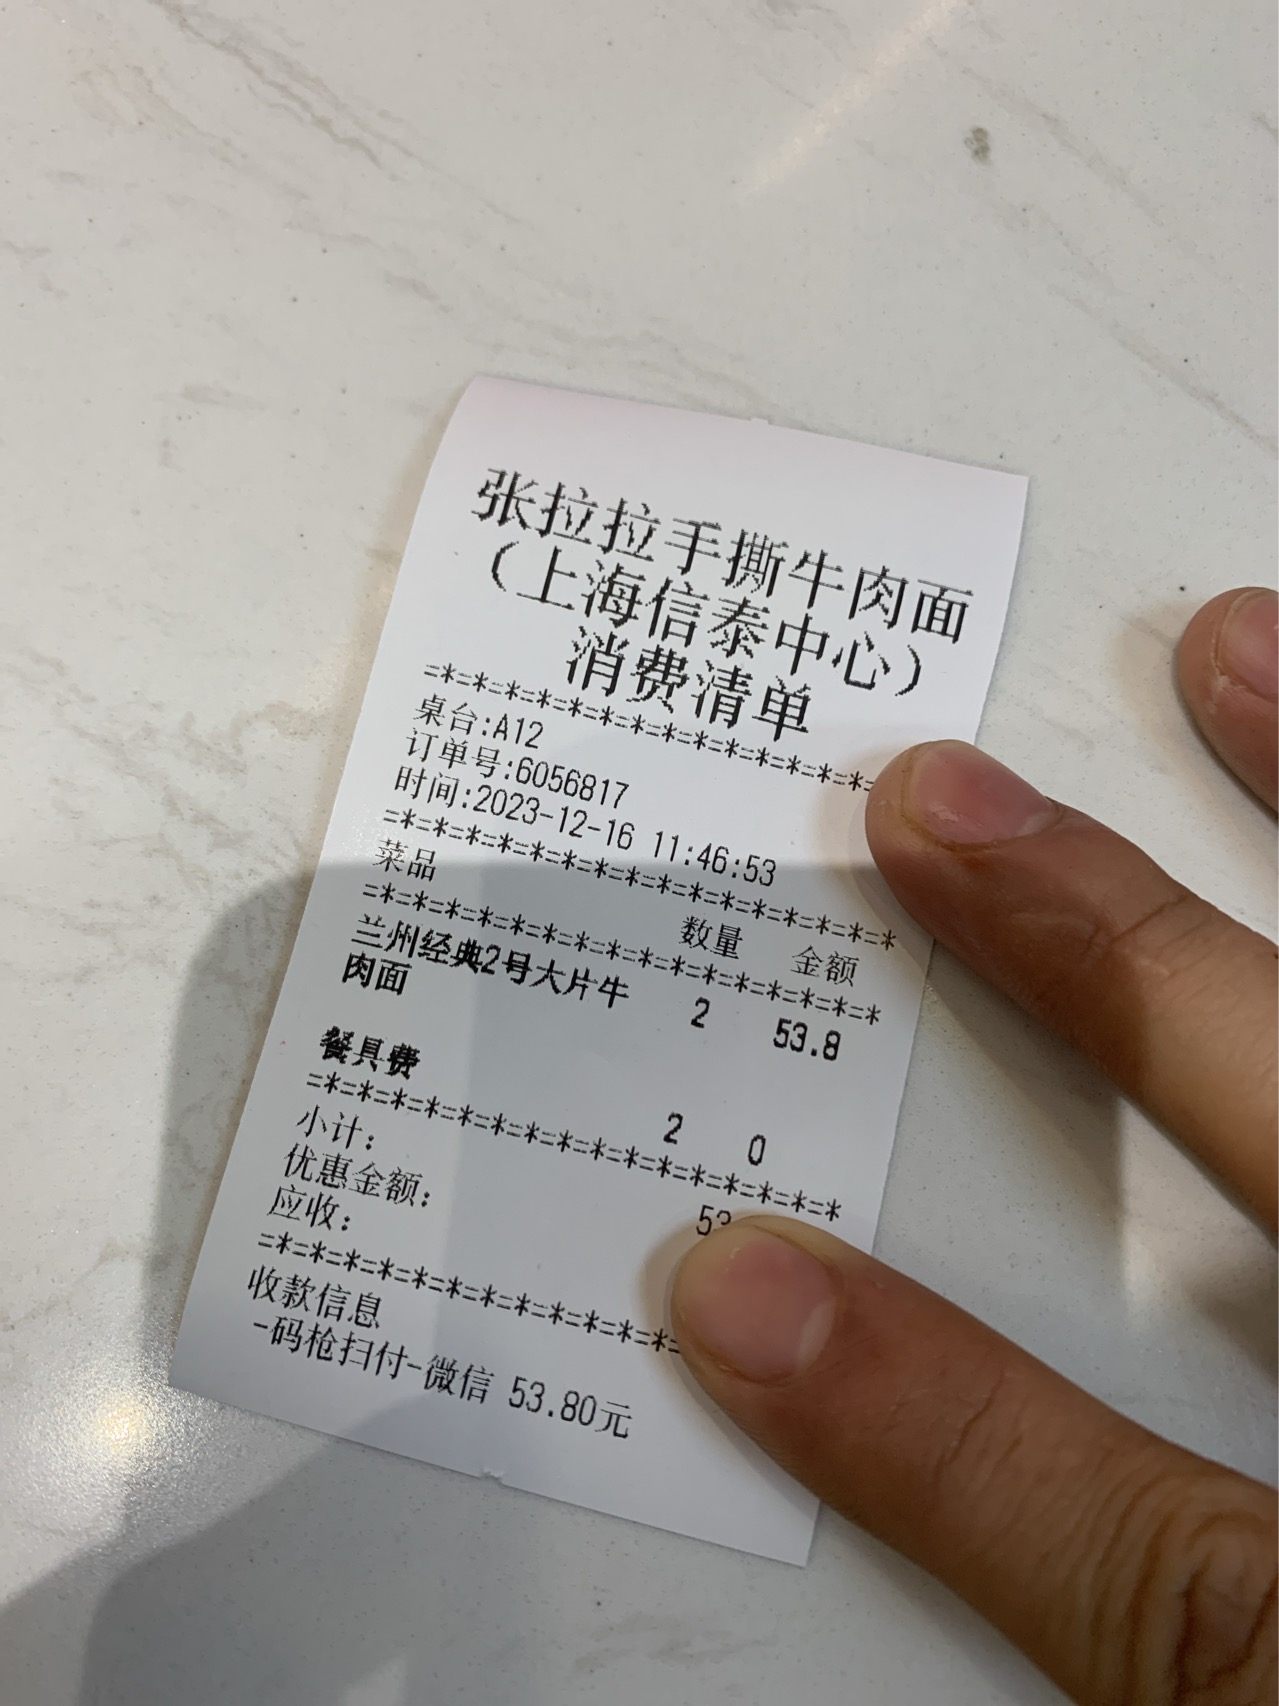 张拉拉手撕牛肉面
（上海信泰中心）
消费清单
=*=*=*=*=*=*=*=*=*=*=*=*=*=*=
桌台:A12
订单号:6056817
时间:2023-12-16 11:46:53
=*=*=*=*=*=*=*=*=*=*=*=*=*=*=*=*
菜品 数量 金额
=*=*=*=*=*=*=*=*=*=*=*=*=*=*=*=*
兰州经典2号大片牛 2 53.8
肉面
餐具费 2 0
=*=*=*=*=*=*=*=*=*=*=*=*=*=*=*=*
小计: 53
优惠金额:
应收:
=*=*=*=*=*=*=*=*=*=*=*=*=*=
收款信息
-码枪扫付-微信 53.80元